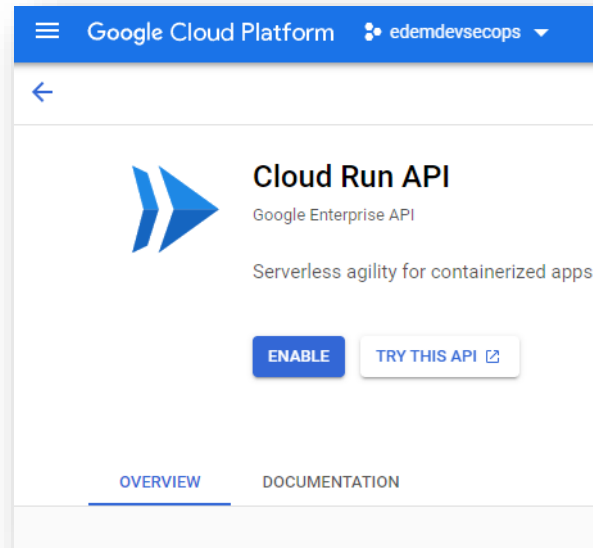 Google Cloud Platform edemdevsecops
Cloud Run API
Google Enterprise API
Serverless agility for containerized apps
ENABLE TRY THIS API
OVERVIEW DOCUMENTATION